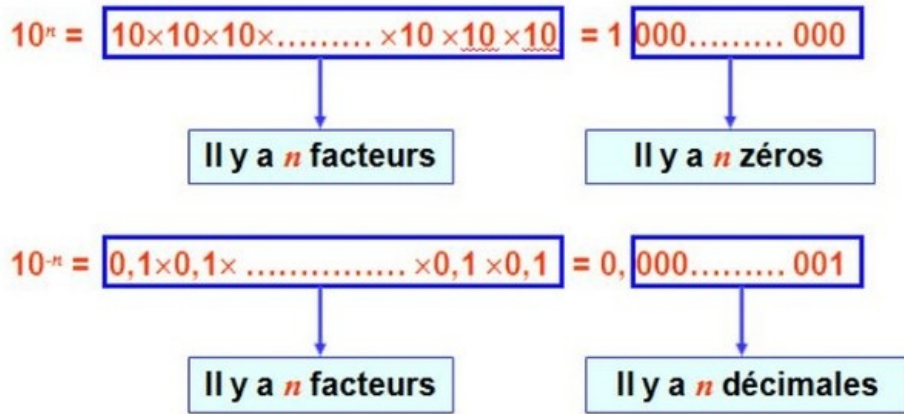 10ⁿ = 10×10×10×......... ×10 ×10 ×10 = 1 000......... 000
Il y a n facteurs Il y a n zéros
10⁻ⁿ = 0,1×0,1× ............... ×0,1 ×0,1 = 0, 000......... 001
Il y a n facteurs Il y a n décimales